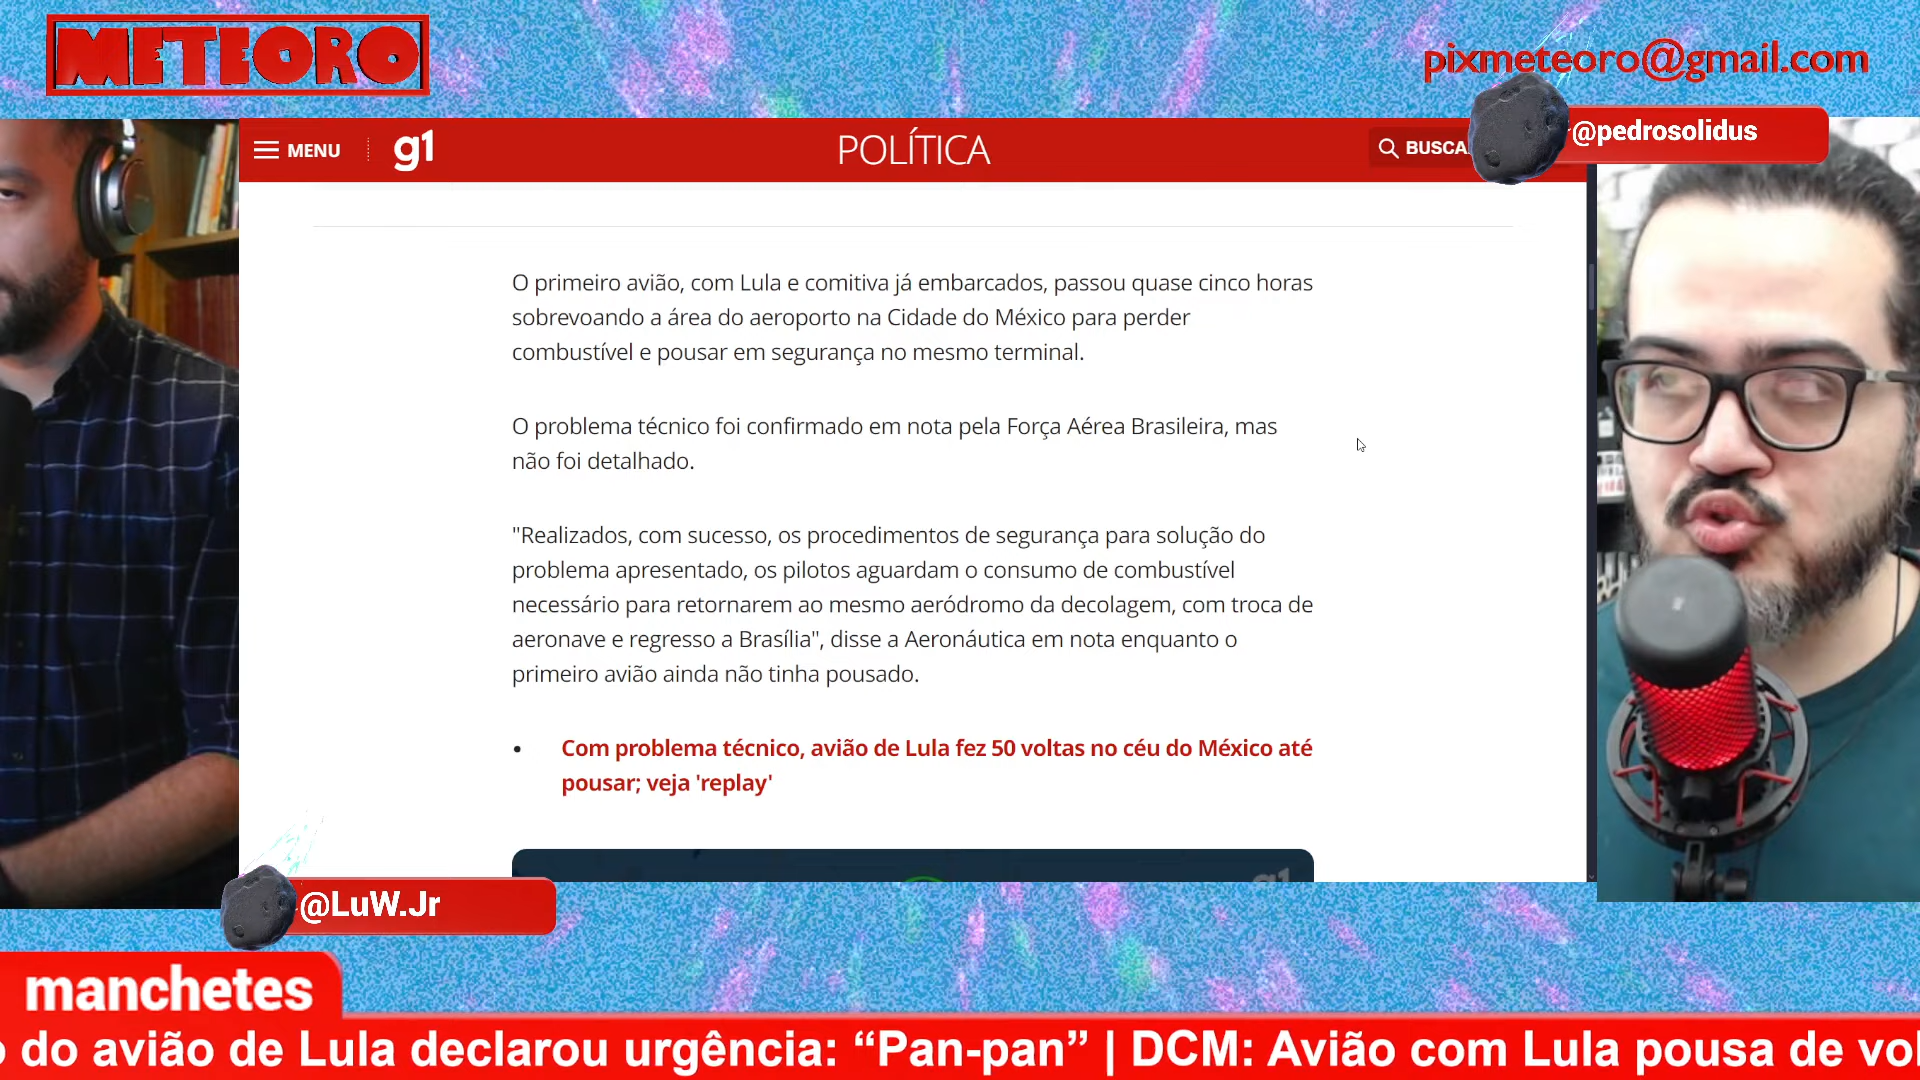 METEORO
pixmeteoro@gmail.com
@pedrosolidus
MENU
g1
POLÍTICA
O primeiro avião, com Lula e comitiva já embarcados, passou quase cinco horas
sobrevoando a área do aeroporto na Cidade do México para perder
combustível e pousar em segurança no mesmo terminal.
O problema técnico foi confirmado em nota pela Força Aérea Brasileira, mas
não foi detalhado.
"Realizados, com sucesso, os procedimentos de segurança para solução do
problema apresentado, os pilotos aguardam o consumo de combustível
necessário para retornarem ao mesmo aeródromo da decolagem, com troca de
aeronave e regresso a Brasília", disse a Aeronáutica em nota enquanto o
primeiro avião ainda não tinha pousado.
• Com problema técnico, avião de Lula fez 50 voltas no céu do México até
pousar; veja 'replay'
@LuW.Jr
manchetes
do avião de Lula declarou urgência: “Pan-pan” | DCM: Avião com Lula pousa de